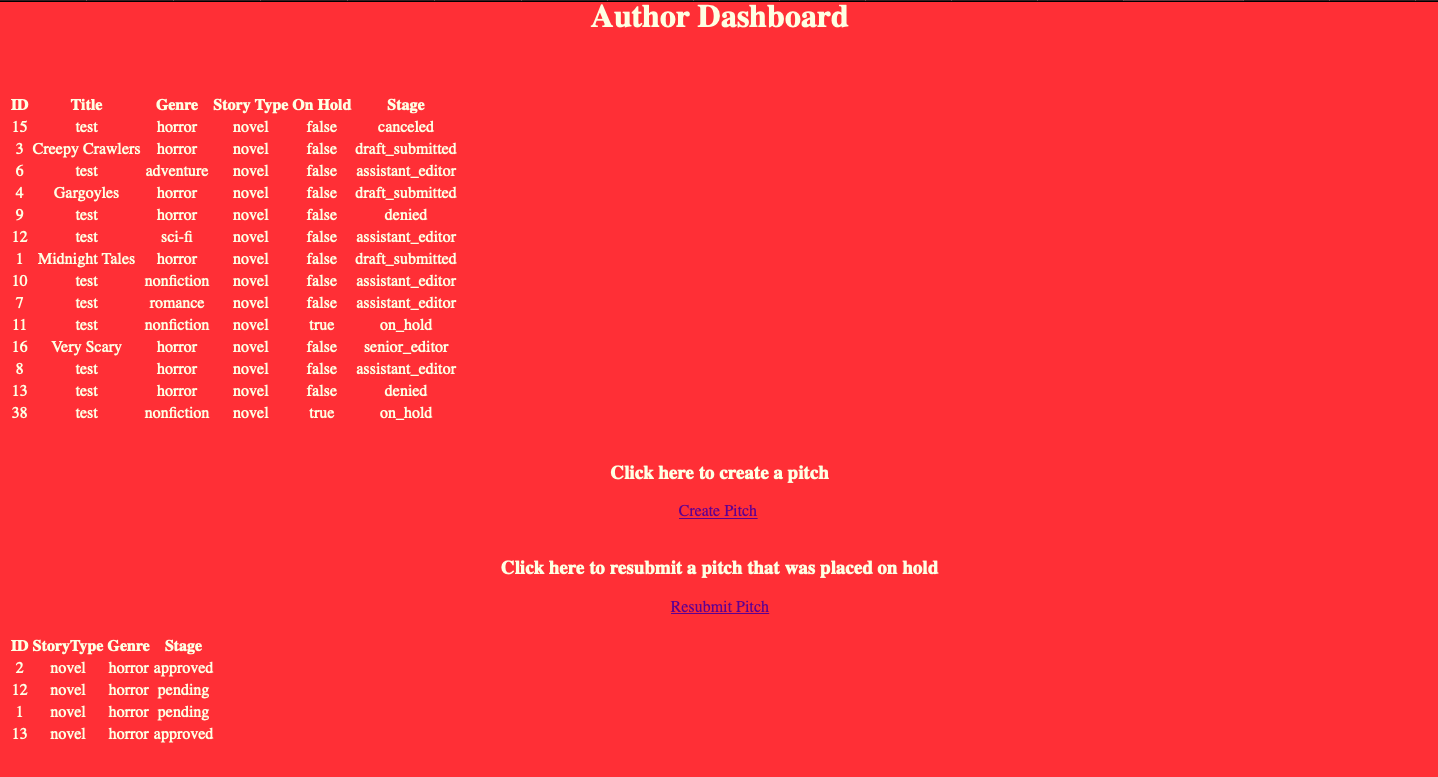 Author Dashboard
ID Title Genre Story Type On Hold Stage
15 test horror novel false canceled
3 Creepy Crawlers horror novel false draft_submitted
6 test adventure novel false assistant_editor
4 Gargoyles horror novel false draft_submitted
9 test horror novel false denied
12 test sci-fi novel false assistant_editor
1 Midnight Tales horror novel false draft_submitted
10 test nonfiction novel false assistant_editor
7 test romance novel false assistant_editor
11 test nonfiction novel true on_hold
16 Very Scary horror novel false senior_editor
8 test horror novel false assistant_editor
13 test horror novel false denied
38 test nonfiction novel true on_hold
Click here to create a pitch
Create Pitch
Click here to resubmit a pitch that was placed on hold
Resubmit Pitch
ID StoryType Genre Stage
2 novel horror approved
12 novel horror pending
1 novel horror pending
13 novel horror approved